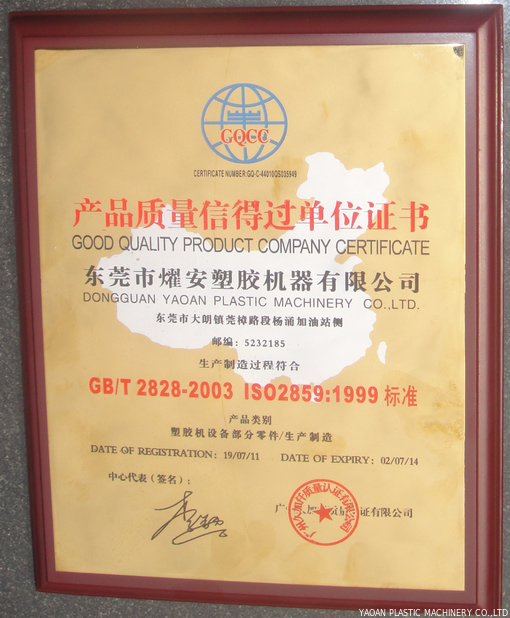 GQCC
CERTIFICATE NUMBER:GQ-C-44010QS035949
产品质量信得过单位证书
GOOD QUALITY PRODUCT COMPANY CERTIFICATE
东莞市燿安塑胶机器有限公司
DONGGUAN YAOAN PLASTIC MACHINERY CO.,LTD.
东莞市大朗镇莞樟路段杨涌加油站侧
邮编：5232185
生产制造过程符合
GB/T 2828-2003 ISO2859:1999 标准
产品类别
塑胶机设备部分零件/生产制造
DATE OF REGISTRATION: 19/07/11 DATE OF EXPIRY: 02/07/14
中心代表（签名）：
证有限公司
YAOAN PLASTIC MACHINERY CO.,LTD